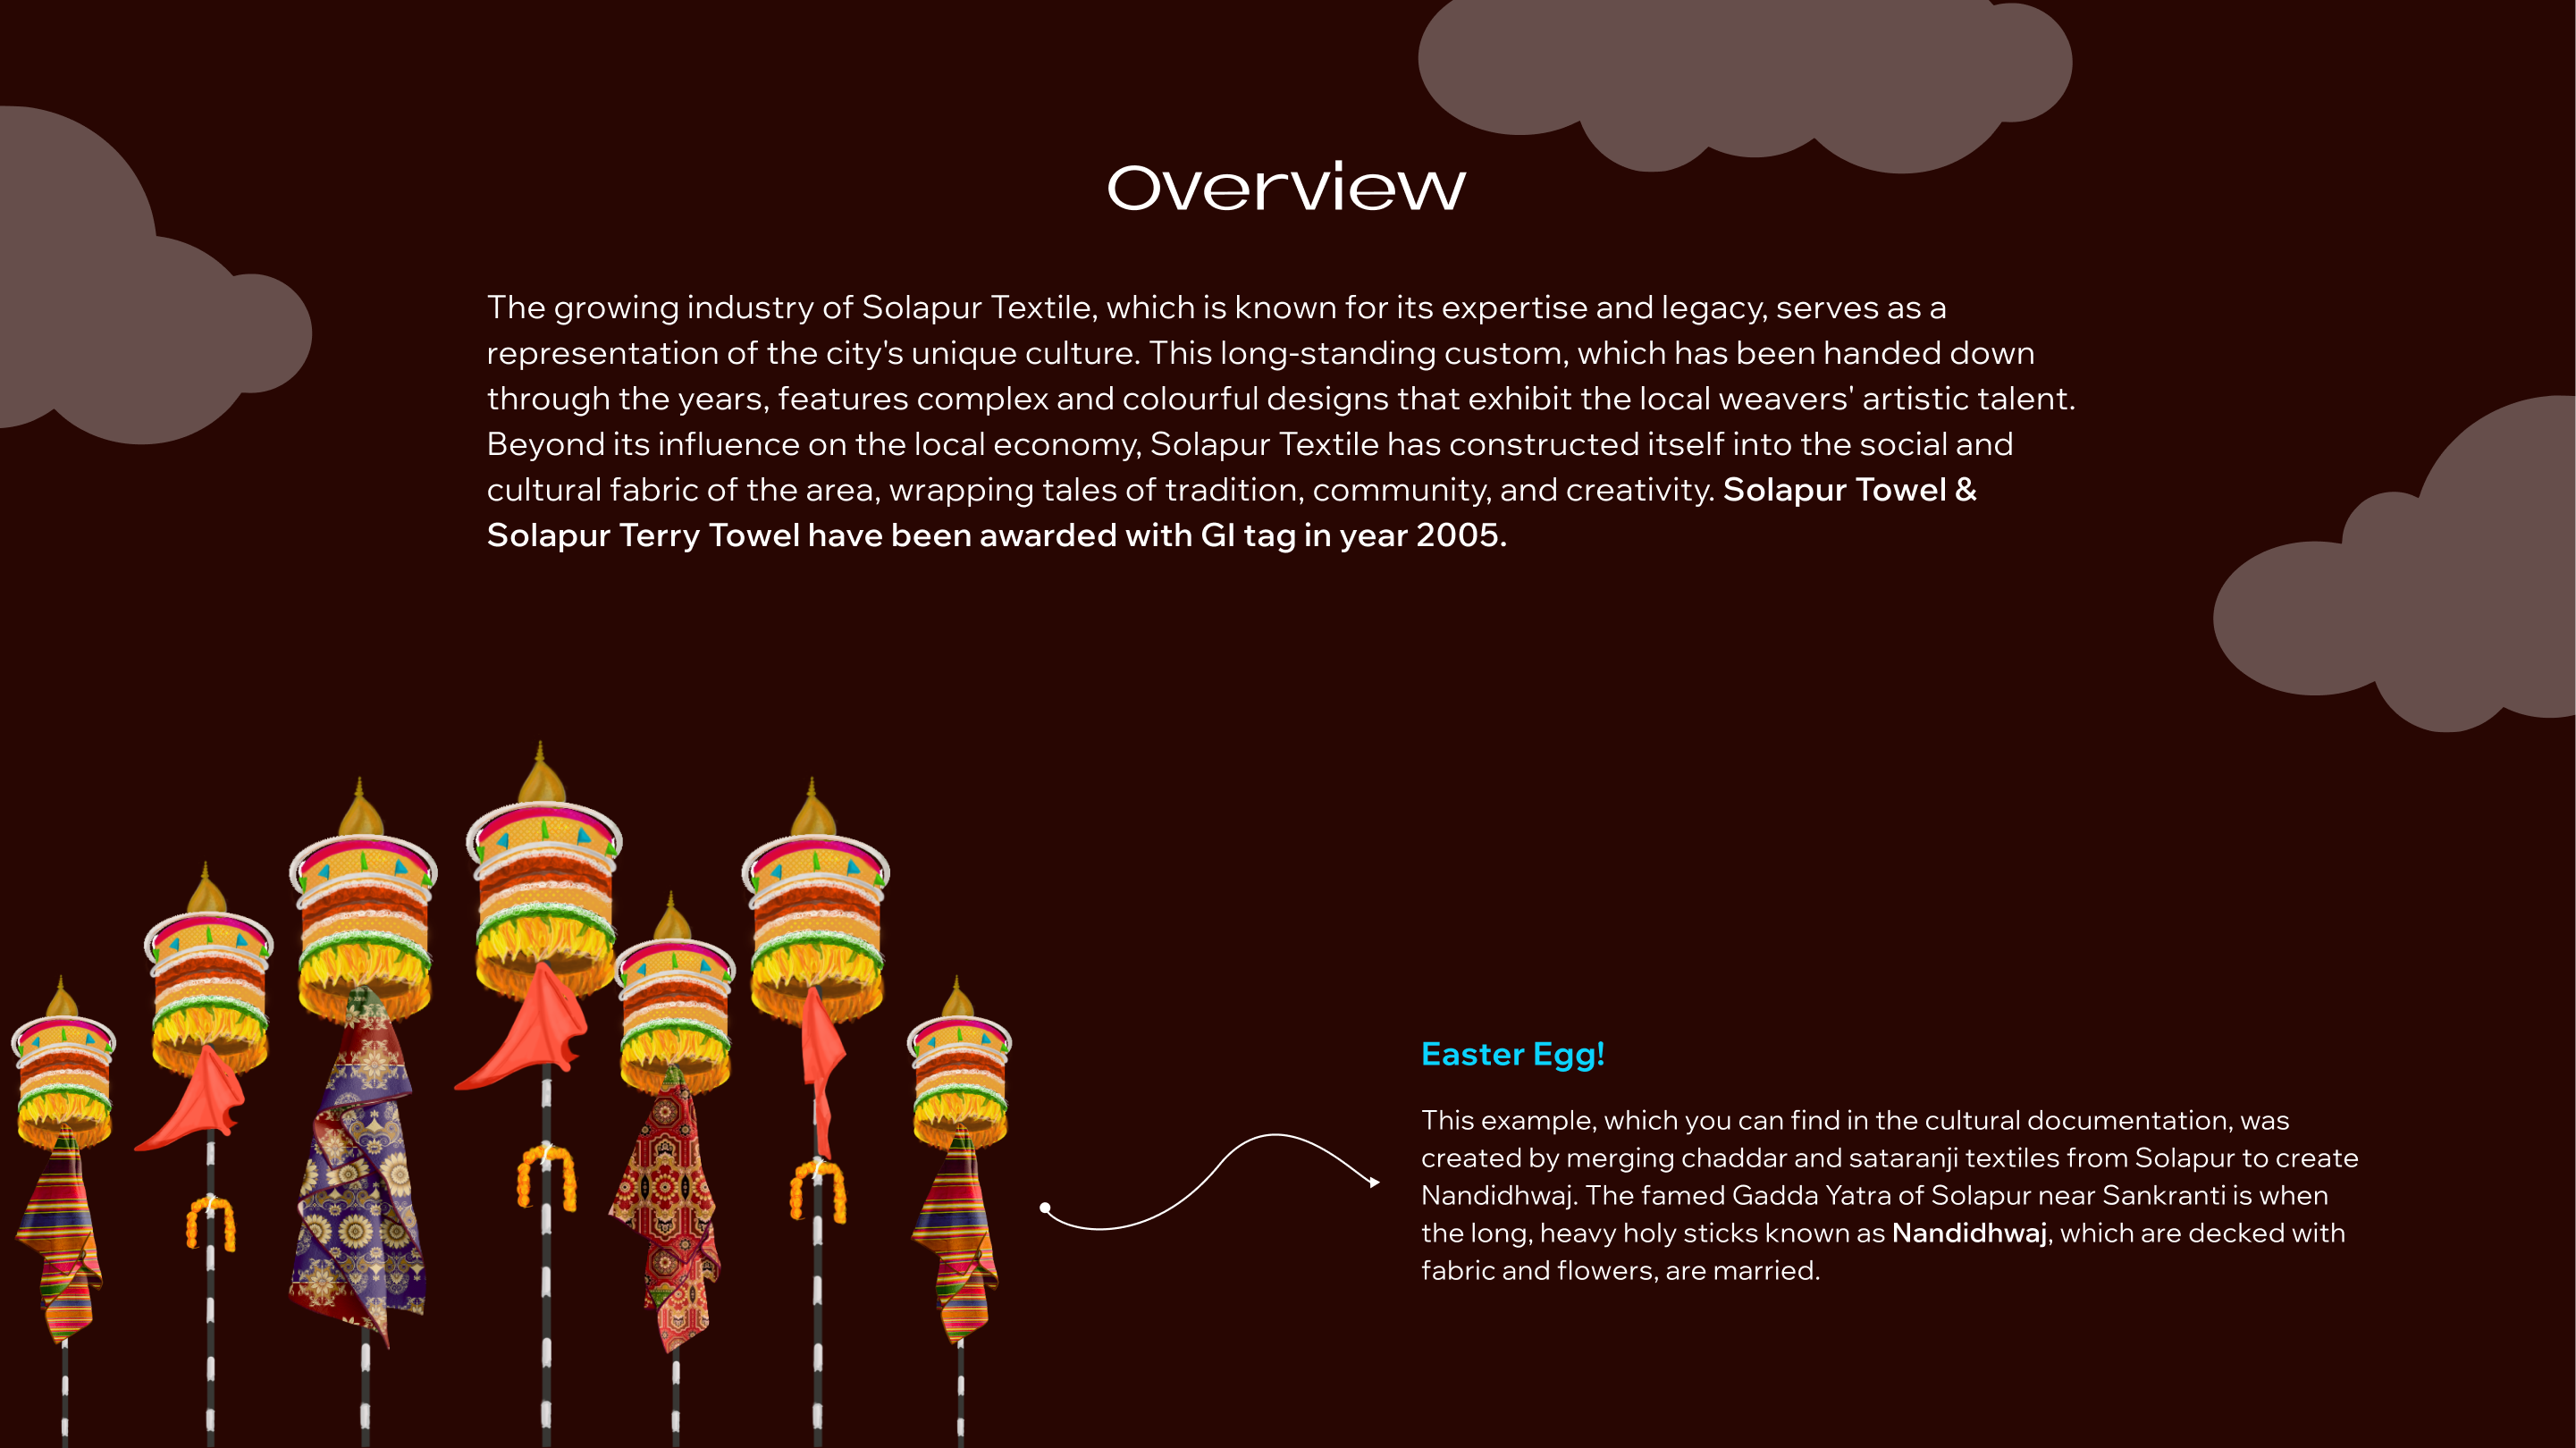 Overview
The growing industry of Solapur Textile, which is known for its expertise and legacy, serves as a
representation of the city's unique culture. This long-standing custom, which has been handed down
through the years, features complex and colourful designs that exhibit the local weavers' artistic talent.
Beyond its influence on the local economy, Solapur Textile has constructed itself into the social and
cultural fabric of the area, wrapping tales of tradition, community, and creativity. Solapur Towel &
Solapur Terry Towel have been awarded with GI tag in year 2005.
Easter Egg!
This example, which you can find in the cultural documentation, was
created by merging chaddar and sataranji textiles from Solapur to create
Nandidhwaj. The famed Gadda Yatra of Solapur near Sankranti is when
the long, heavy holy sticks known as Nandidhwaj, which are decked with
fabric and flowers, are married.